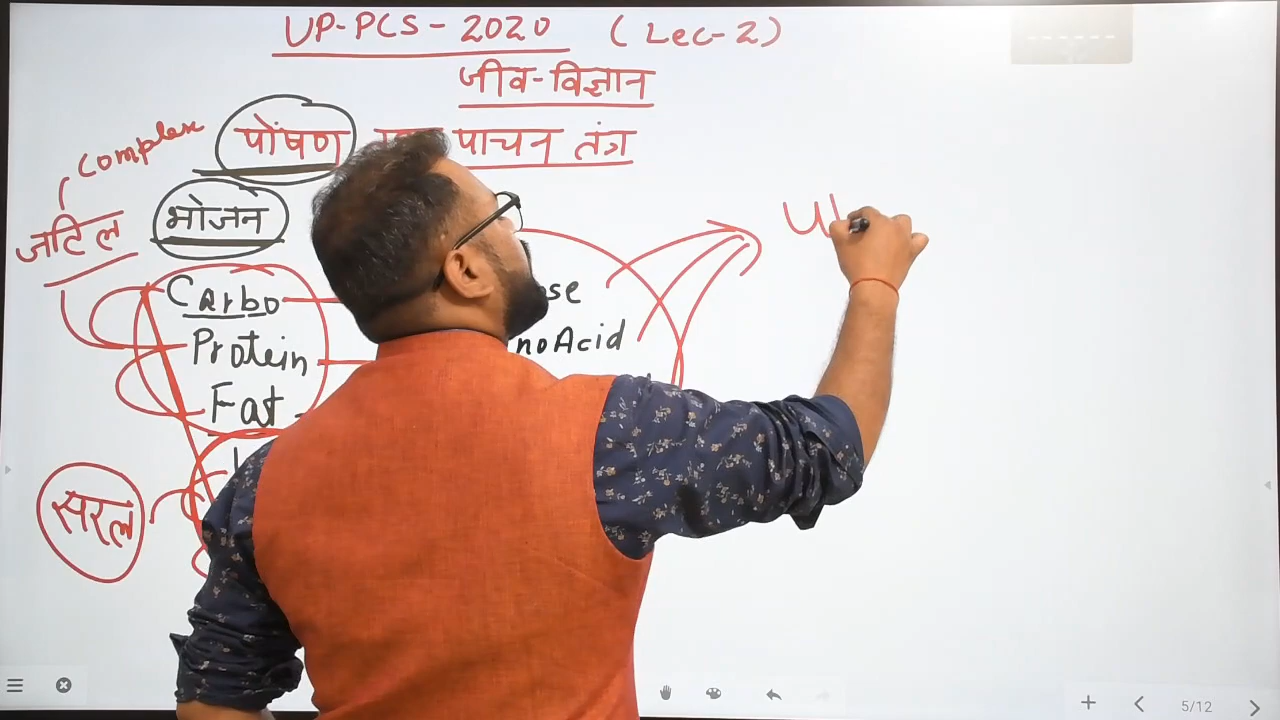 UP-PCS-2020 (Lec-2)
जीव-विज्ञान
Complex पोंषण पाचन तंत्र
जटिल भोजन
Carbo ose
Protein noAcid
Fat
सरल
5/12